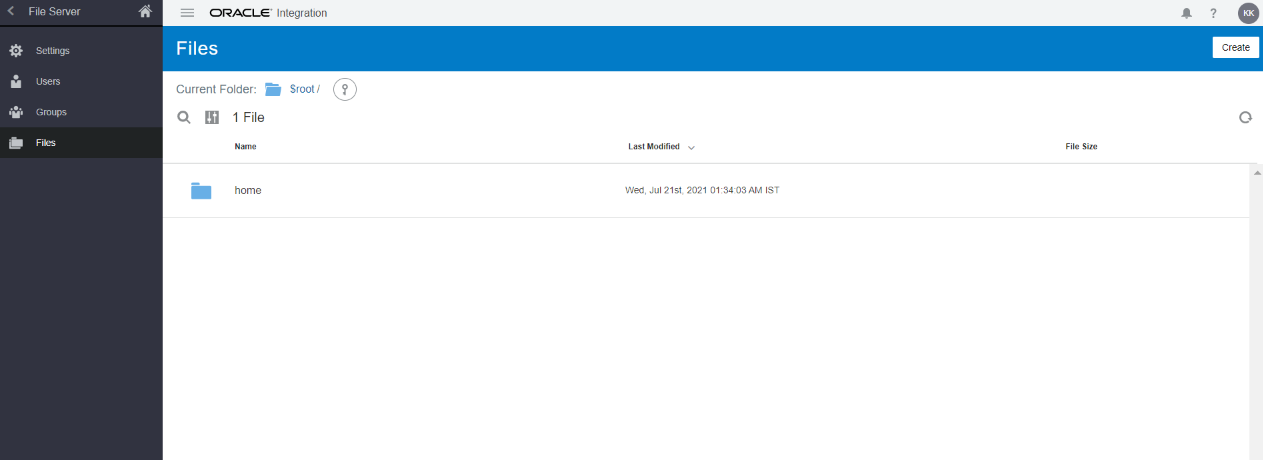 File Server
ORACLE Integration
KK
Settings
Users
Groups
Files
Files
Create
Current Folder: $root /
1 File
Name Last Modified File Size
home Wed, Jul 21st, 2021 01:34:03 AM IST